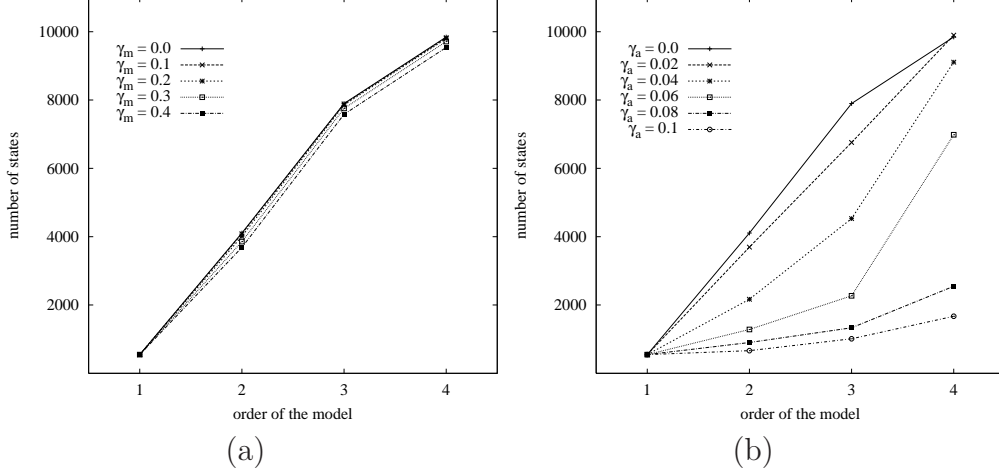 10000
8000
6000
4000
2000
number of states
γm = 0.0
γm = 0.1
γm = 0.2
γm = 0.3
γm = 0.4
1 2 3 4
order of the model
(a)
10000
8000
6000
4000
2000
number of states
γa = 0.0
γa = 0.02
γa = 0.04
γa = 0.06
γa = 0.08
γa = 0.1
1 2 3 4
order of the model
(b)